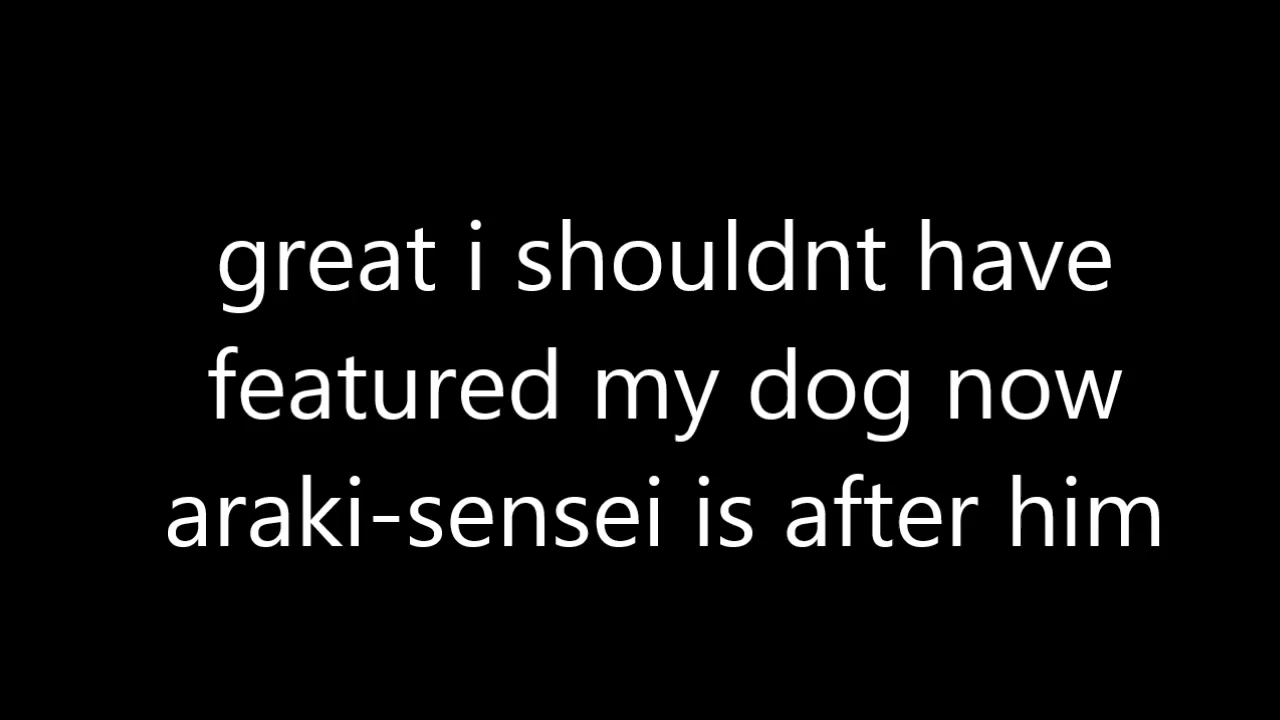 great i shouldnt have
featured my dog now
araki-sensei is after him